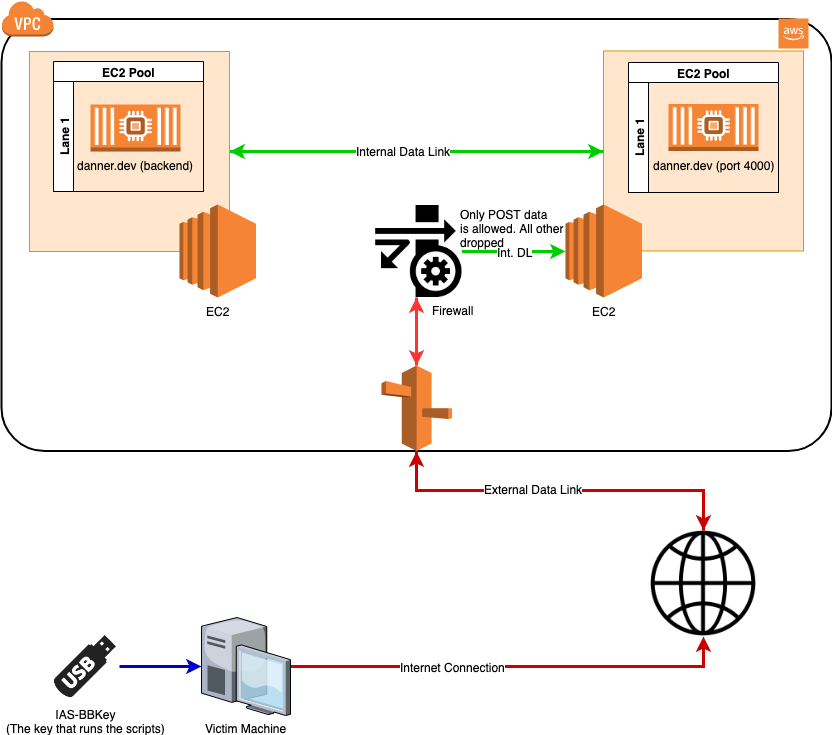 VPC
aws
EC2 Pool
Lane 1
danner.dev (backend)
EC2 Pool
Lane 1
danner.dev (port 4000)
Internal Data Link
Only POST data
is allowed. All other
dropped
Int. DL
EC2
Firewall
EC2
External Data Link
USB
Internet Connection
IAS-BBKey
(The key that runs the scripts)
Victim Machine